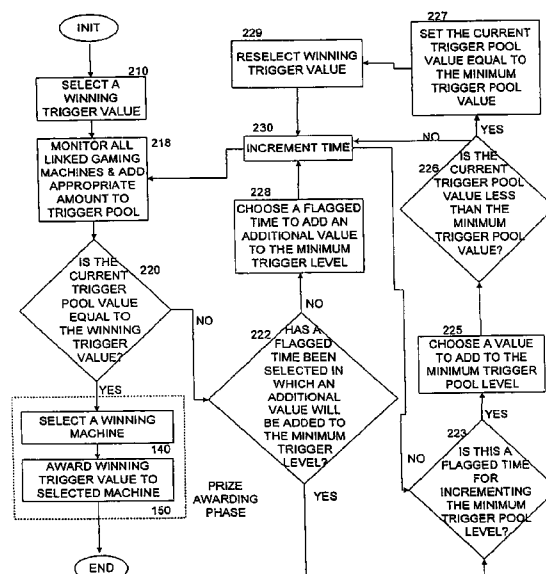 INIT
210
SELECT A
WINNING
TRIGGER VALUE
218
MONITOR ALL
LINKED GAMING
MACHINES & ADD
APPROPRIATE
AMOUNT TO
TRIGGER POOL
220
IS THE
CURRENT
TRIGGER
POOL VALUE
EQUAL TO
THE WINNING
TRIGGER
VALUE?
NO
YES
SELECT A WINNING
MACHINE
140
AWARD WINNING
TRIGGER VALUE TO
SELECTED MACHINE
150
PRIZE
AWARDING
PHASE
END
229
RESELECT WINNING
TRIGGER VALUE
230
INCREMENT TIME
228
CHOOSE A FLAGGED
TIME TO ADD AN
ADDITIONAL VALUE
TO THE MINIMUM
TRIGGER LEVEL
NO
222
HAS A
FLAGGED
TIME BEEN
SELECTED IN
WHICH AN
ADDITIONAL
VALUE WILL
BE ADDED TO
THE MINIMUM
TRIGGER
LEVEL?
YES
227
SET THE CURRENT
TRIGGER POOL
VALUE EQUAL TO
THE MINIMUM
TRIGGER POOL
VALUE
NO
YES
226
IS THE
CURRENT
TRIGGER POOL
VALUE LESS
THAN THE
MINIMUM
TRIGGER POOL
VALUE?
225
CHOOSE A VALUE
TO ADD TO THE
MINIMUM TRIGGER
POOL LEVEL
YES
223
NO
IS THIS A
FLAGGED TIME
FOR
INCREMENTING
THE MINIMUM
TRIGGER POOL
LEVEL?